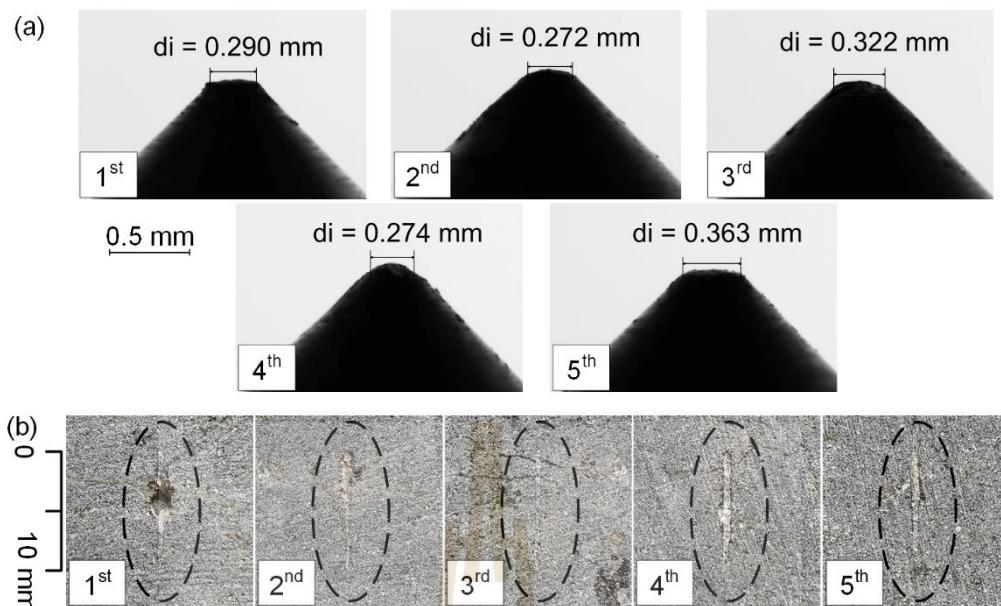 (a)
di = 0.290 mm
di = 0.272 mm
di = 0.322 mm
1st
2nd
3rd
0.5 mm
di = 0.274 mm
di = 0.363 mm
4th
5th
(b)
0
10 mm
1st
2nd
3rd
4th
5th